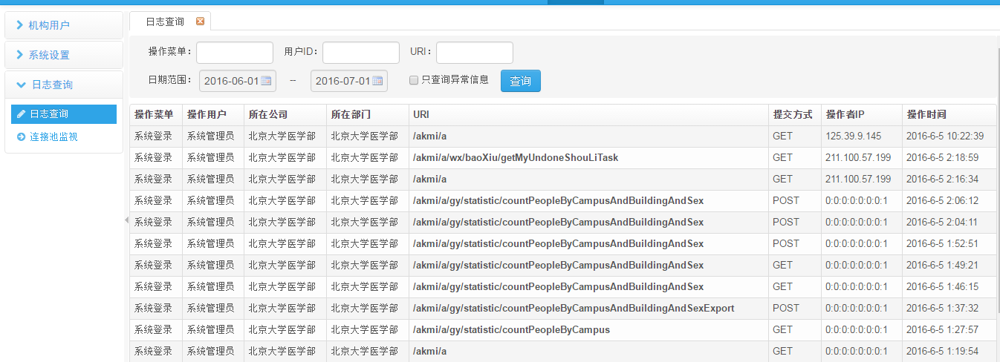 机构用户
系统设置
日志查询
日志查询
连接池监视
日志查询
操作菜单： 用户ID： URI：
日期范围： 2016-06-01 -- 2016-07-01 只查询异常信息 查询
操作菜单 操作用户 所在公司 所在部门 URI 提交方式 操作者IP 操作时间
系统登录 系统管理员 北京大学医学部 北京大学医学部 /akmi/a GET 125.39.9.145 2016-6-5 10:22:39
系统登录 系统管理员 北京大学医学部 北京大学医学部 /akmi/a/wx/baoXiu/getMyUndoneShouLiTask GET 211.100.57.199 2016-6-5 2:18:59
系统登录 系统管理员 北京大学医学部 北京大学医学部 /akmi/a GET 211.100.57.199 2016-6-5 2:16:34
系统登录 系统管理员 北京大学医学部 北京大学医学部 /akmi/a/gy/statistic/countPeopleByCampusAndBuildingAndSex POST 0:0:0:0:0:0:0:1 2016-6-5 2:06:12
系统登录 系统管理员 北京大学医学部 北京大学医学部 /akmi/a/gy/statistic/countPeopleByCampusAndBuildingAndSex POST 0:0:0:0:0:0:0:1 2016-6-5 2:04:11
系统登录 系统管理员 北京大学医学部 北京大学医学部 /akmi/a/gy/statistic/countPeopleByCampusAndBuildingAndSex POST 0:0:0:0:0:0:0:1 2016-6-5 1:52:51
系统登录 系统管理员 北京大学医学部 北京大学医学部 /akmi/a/gy/statistic/countPeopleByCampusAndBuildingAndSex GET 0:0:0:0:0:0:0:1 2016-6-5 1:49:21
系统登录 系统管理员 北京大学医学部 北京大学医学部 /akmi/a/gy/statistic/countPeopleByCampusAndBuildingAndSex GET 0:0:0:0:0:0:0:1 2016-6-5 1:46:15
系统登录 系统管理员 北京大学医学部 北京大学医学部 /akmi/a/gy/statistic/countPeopleByCampusAndBuildingAndSexExport POST 0:0:0:0:0:0:0:1 2016-6-5 1:37:32
系统登录 系统管理员 北京大学医学部 北京大学医学部 /akmi/a/gy/statistic/countPeopleByCampus GET 0:0:0:0:0:0:0:1 2016-6-5 1:27:57
系统登录 系统管理员 北京大学医学部 北京大学医学部 /akmi/a GET 0:0:0:0:0:0:0:1 2016-6-5 1:19:54